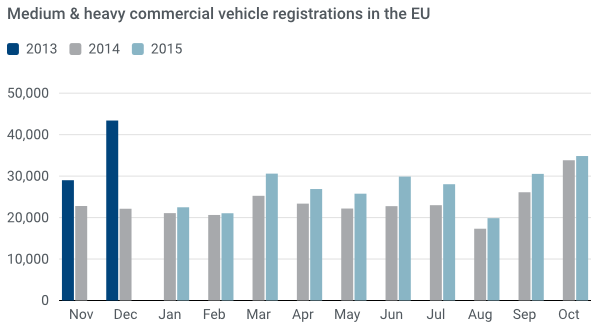 Medium & heavy commercial vehicle registrations in the EU
2013 2014 2015
50,000
40,000
30,000
20,000
10,000
0
Nov Dec Jan Feb Mar Apr May Jun Jul Aug Sep Oct